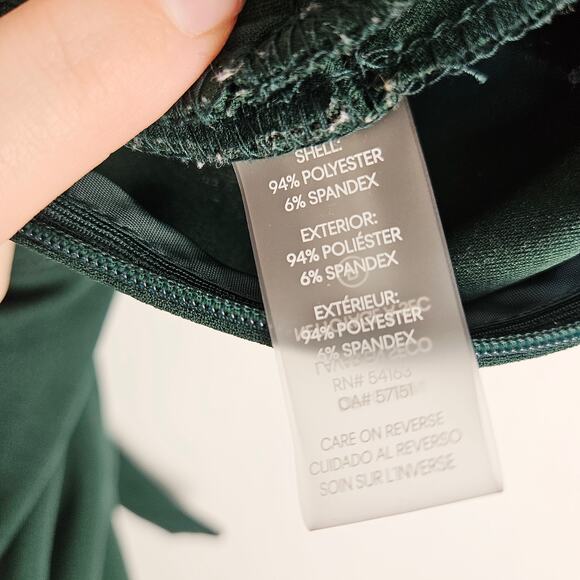 SHELL:
94% POLYESTER
6% SPANDEX
EXTERIOR:
94% POLIÉSTER
6% SPANDEX
EXTÉRIEUR:
94% POLYESTER
6% SPANDEX
RN# 54163
CA# 57151
CARE ON REVERSE
CUIDADO AL REVERSO
SOIN SUR L'INVERSE